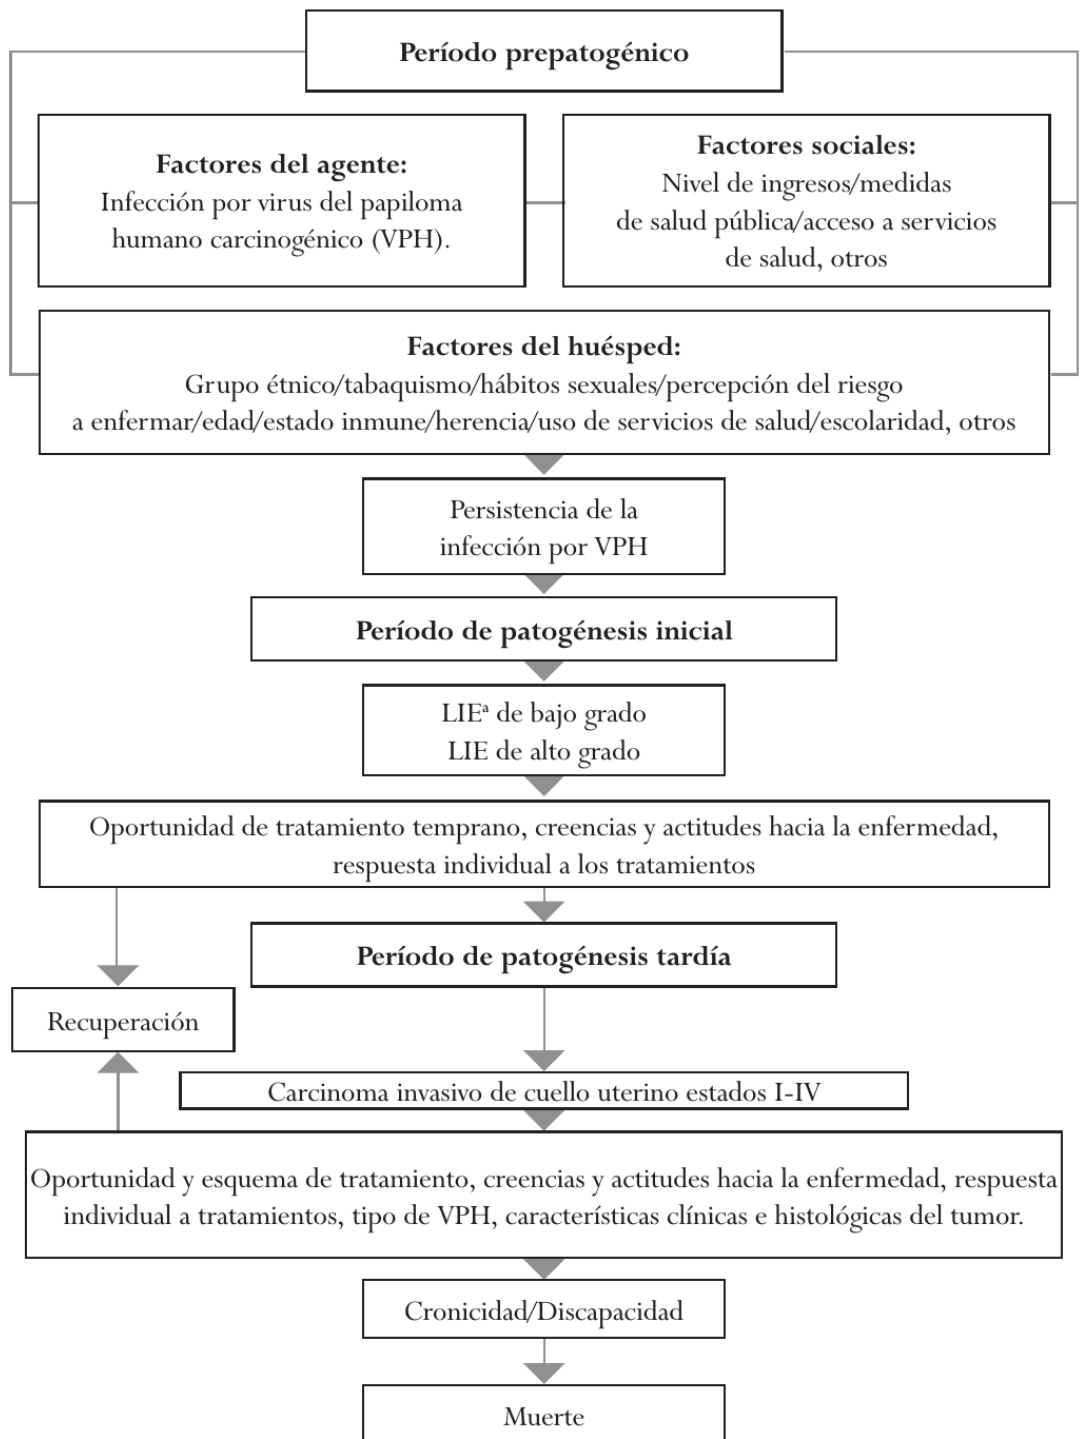 Período prepatogénico
Factores del agente:
Infección por virus del papiloma
humano carcinogénico (VPH).
Factores sociales:
Nivel de ingresos/medidas
de salud pública/acceso a servicios
de salud, otros
Factores del huésped:
Grupo étnico/tabaquismo/hábitos sexuales/percepción del riesgo
a enfermar/edad/estado inmune/herencia/uso de servicios de salud/escolaridad, otros
Persistencia de la
infección por VPH
Período de patogénesis inicial
LIEª de bajo grado
LIE de alto grado
Oportunidad de tratamiento temprano, creencias y actitudes hacia la enfermedad,
respuesta individual a los tratamientos
Período de patogénesis tardía
Recuperación
Carcinoma invasivo de cuello uterino estados I-IV
Oportunidad y esquema de tratamiento, creencias y actitudes hacia la enfermedad, respuesta
individual a tratamientos, tipo de VPH, características clínicas e histológicas del tumor.
Cronicidad/Discapacidad
Muerte